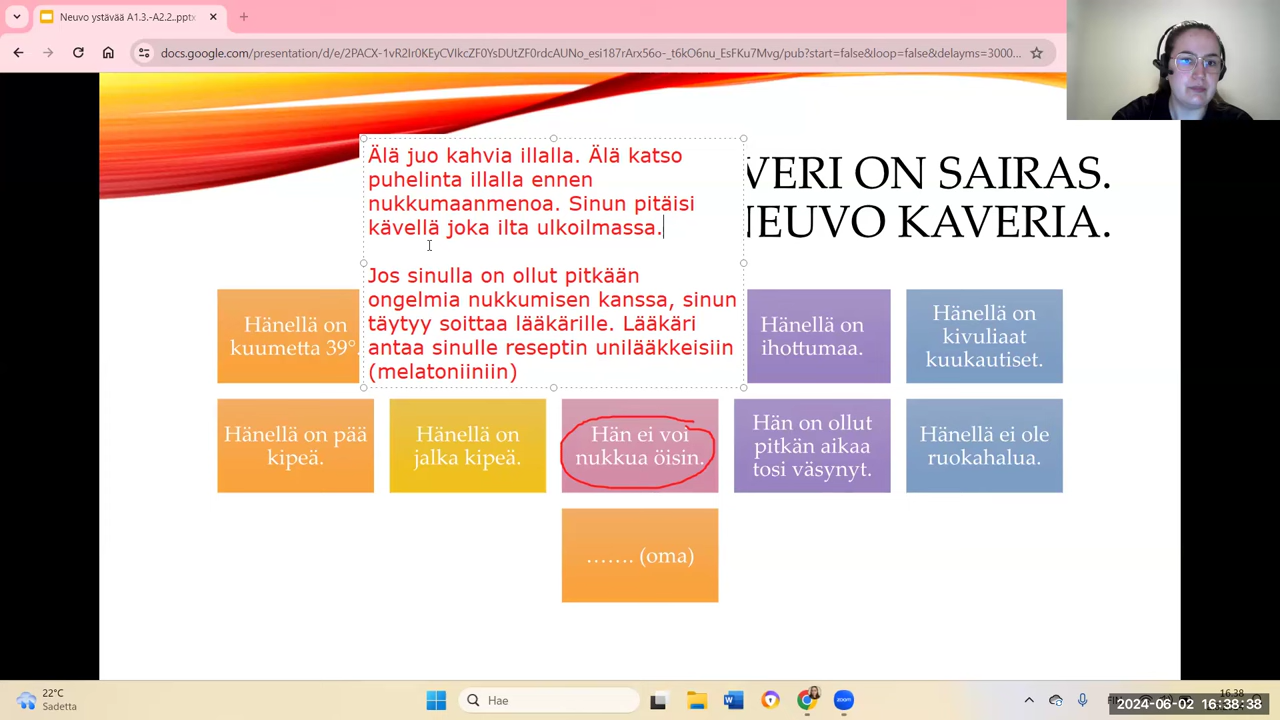 Neuvo ystävää A1.3.-A2.2..pptx
docs.google.com/presentation/d/e/2PACX-1vR2Ir0KEyCVIkcZF0YsDUtZF0rdcAUNo_esi187rArx56o-_t6kO6nu_EsFKu7Mvg/pub?start=false&loop=false&delayms=3000...
VERI ON SAIRAS.
NEUVO KAVERIA.
Älä juo kahvia illalla. Älä katso
puhelinta illalla ennen
nukkumaanmenoa. Sinun pitäisi
kävellä joka ilta ulkoilmassa.
Jos sinulla on ollut pitkään
ongelmia nukkumisen kanssa, sinun
täytyy soittaa lääkärille. Lääkäri
antaa sinulle reseptin unilääkkeisiin
(melatoniiniin)
Hänellä on
kuumetta 39°
Hänellä on
ihottumaa.
Hänellä on
kivuliaat
kuukautiset.
Hänellä on pää
kipeä.
Hänellä on
jalka kipeä.
Hän ei voi
nukkua öisin.
Hän on ollut
pitkän aikaa
tosi väsynyt.
Hänellä ei ole
ruokahalua.
……. (oma)
22°C
Sadetta
Hae
zoom
FIN
16.38
2024-06-02 16:38:38